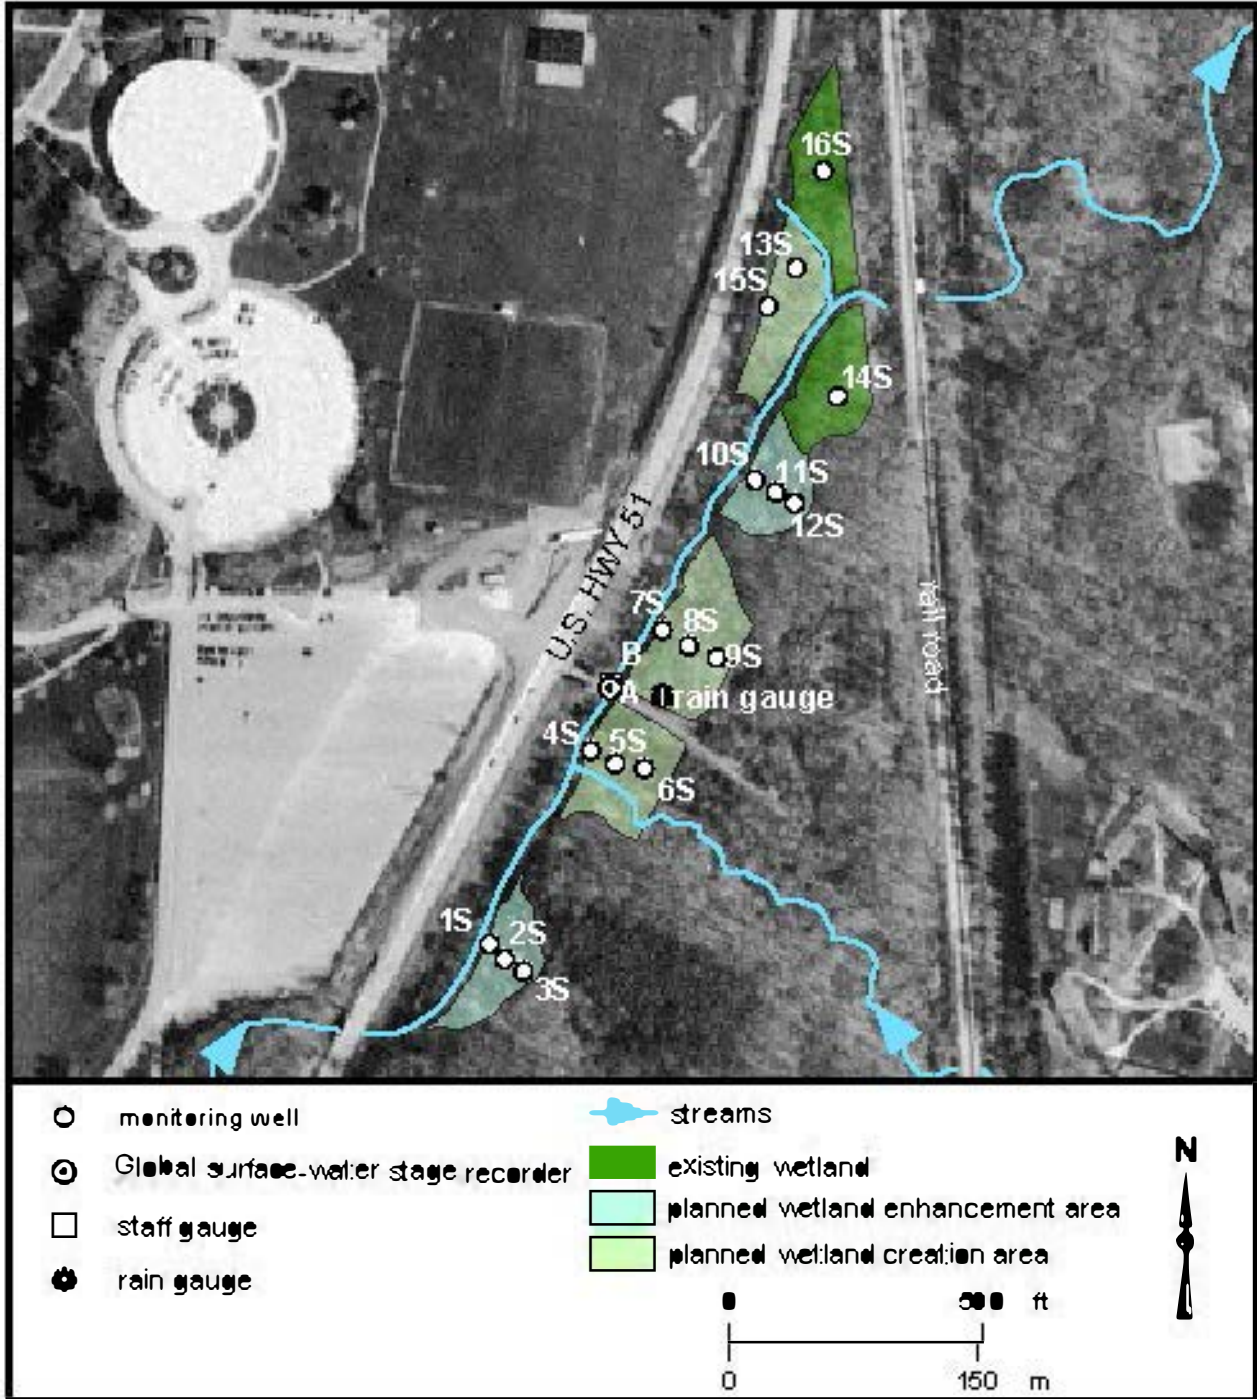 16S
13S
15S
14S
10S
11S
12S
U.S. HWY 51
7S
8S
B
9S
rail road
A
rain gauge
4S
5S
6S
1S
2S
3S
monitoring well
Global surface-water stage recorder
staff gauge
rain gauge
streams
existing wetland
planned wetland enhancement area
planned wetland creation area
N
0 500 ft
0 150 m